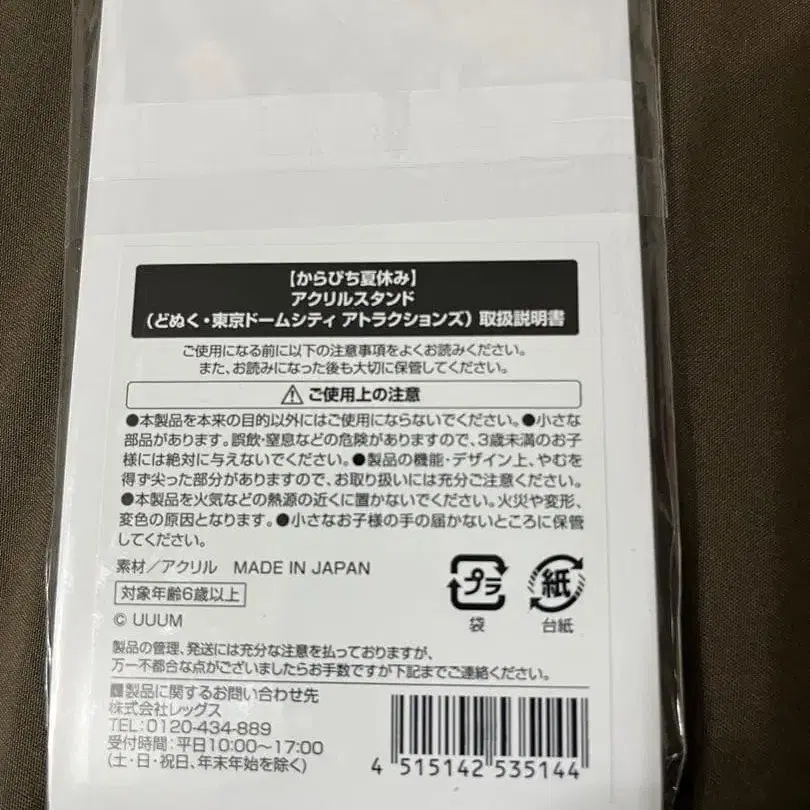 【からぴち夏休み】
アクリルスタンド
(どぬく・東京ドームシティ アトラクションズ)取扱説明書
ご使用になる前に以下の注意事項をよくお読みください。
また、お読みになった後も大切に保管してください。
⚠ご使用上の注意
●本製品を本来の目的以外にはご使用にならないでください。●小さな
部品があります。誤飲・窒息などの危険がありますので、3歳未満のお子
様には絶対に与えないでください。●製品の機能・デザイン上、やむを
得ず尖った部分がありますので、お取り扱いには充分ご注意ください。
●本製品を火気などの熱源の近くに置かないでください。火災や変形、
変色の原因となります。●小さなお子様の手の届かないところに保管
してください。
素材/アクリル MADE IN JAPAN
対象年齢6歳以上
© UUUM
プラ
袋
紙
台紙
製品の管理、発送には充分な注意を払っておりますが、
万一不都合な点がございましたらお手数ですが下記までご連絡ください。
■製品に関するお問い合わせ先
株式会社レッグス
TEL:0120-434-889
受付時間:平日10:00～17:00
(土・日・祝日、年末年始を除く)
4 515142 535144